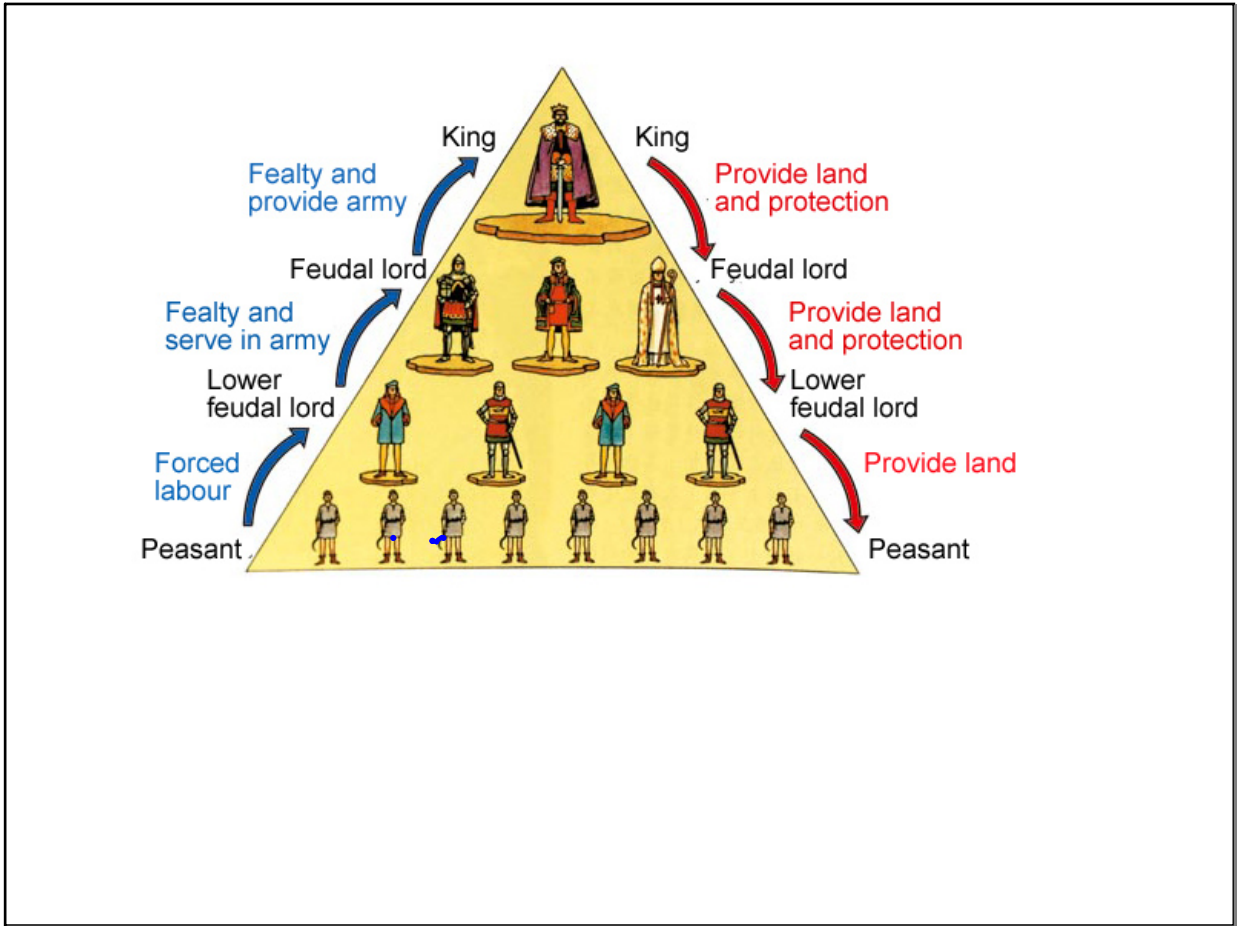 King
King
Fealty and
provide army
Provide land
and protection
Feudal lord
Feudal lord
Fealty and
serve in army
Provide land
and protection
Lower
feudal lord
Lower
feudal lord
Forced
labour
Provide land
Peasant
Peasant